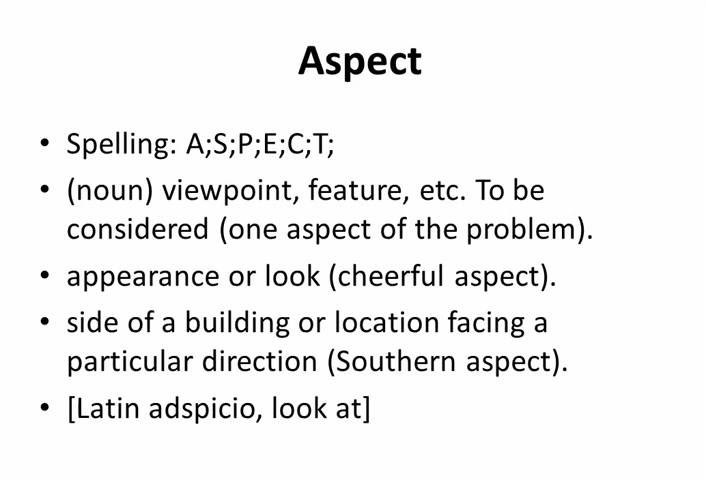 Aspect
• Spelling: A;S;P;E;C;T;
• (noun) viewpoint, feature, etc. To be
considered (one aspect of the problem).
• appearance or look (cheerful aspect).
• side of a building or location facing a
particular direction (Southern aspect).
• [Latin adspicio, look at]